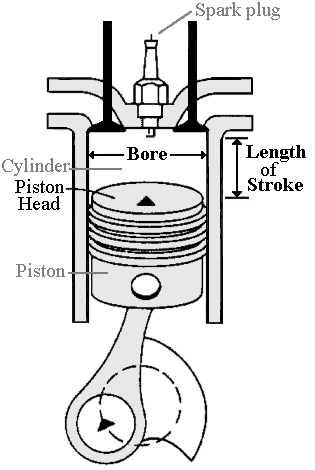 Spark plug
Bore
Length
of
Stroke
Cylinder
Piston
Head
Piston